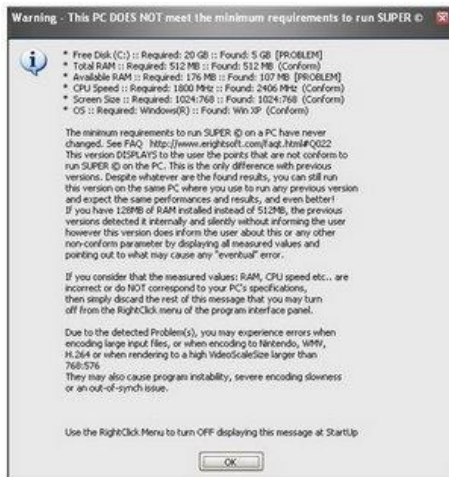 Warning - This PC DOES NOT meet the minimum requirements to run SUPER ©
* Free Disk (C:) :: Required: 20 GB :: Found: 5 GB [PROBLEM]
* Total RAM :: Required: 512 MB :: Found: 512 MB (Conform)
* Available RAM :: Required: 176 MB :: Found: 107 MB [PROBLEM]
* CPU Speed :: Required: 1800 MHz :: Found: 2406 MHz (Conform)
* Screen Size :: Required: 1024:768 :: Found: 1024:768 (Conform)
* OS :: Required: Windows(R) :: Found: Win XP (Conform)
The minimum requirements to run SUPER © on a PC have never
changed. See FAQ http://www.erightsoft.com/faqt.html#Q022
This version DISPLAYS to the user the points that are not conform to
run SUPER © on the PC. This is the only difference with previous
versions. Despite whatever are the found results, you can still run
this version on the same PC where you use to run any previous version
and expect the same performances and results, and even better!
If you have 128MB of RAM installed instead of 512MB, the previous
versions detected it internally and silently without informing the user
however this version does inform the user about this or any other
non-conform parameter by displaying all measured values and
pointing out to what may cause any "eventual" error.
If you consider that the measured values: RAM, CPU speed etc.. are
incorrect or do NOT correspond to your PC's specifications,
then simply discard the rest of this message that you may turn
off from the RightClick menu of the program interface panel.
Due to the detected Problem(s), you may experience errors when
encoding large input files, or when encoding to Nintendo, WMV,
H.264 or when rendering to a high VideoScaleSize larger than
768:576
They may also cause program instability, severe encoding slowness
or an out-of-synch issue.
Use the RightClick Menu to turn OFF displaying this message at StartUp
OK